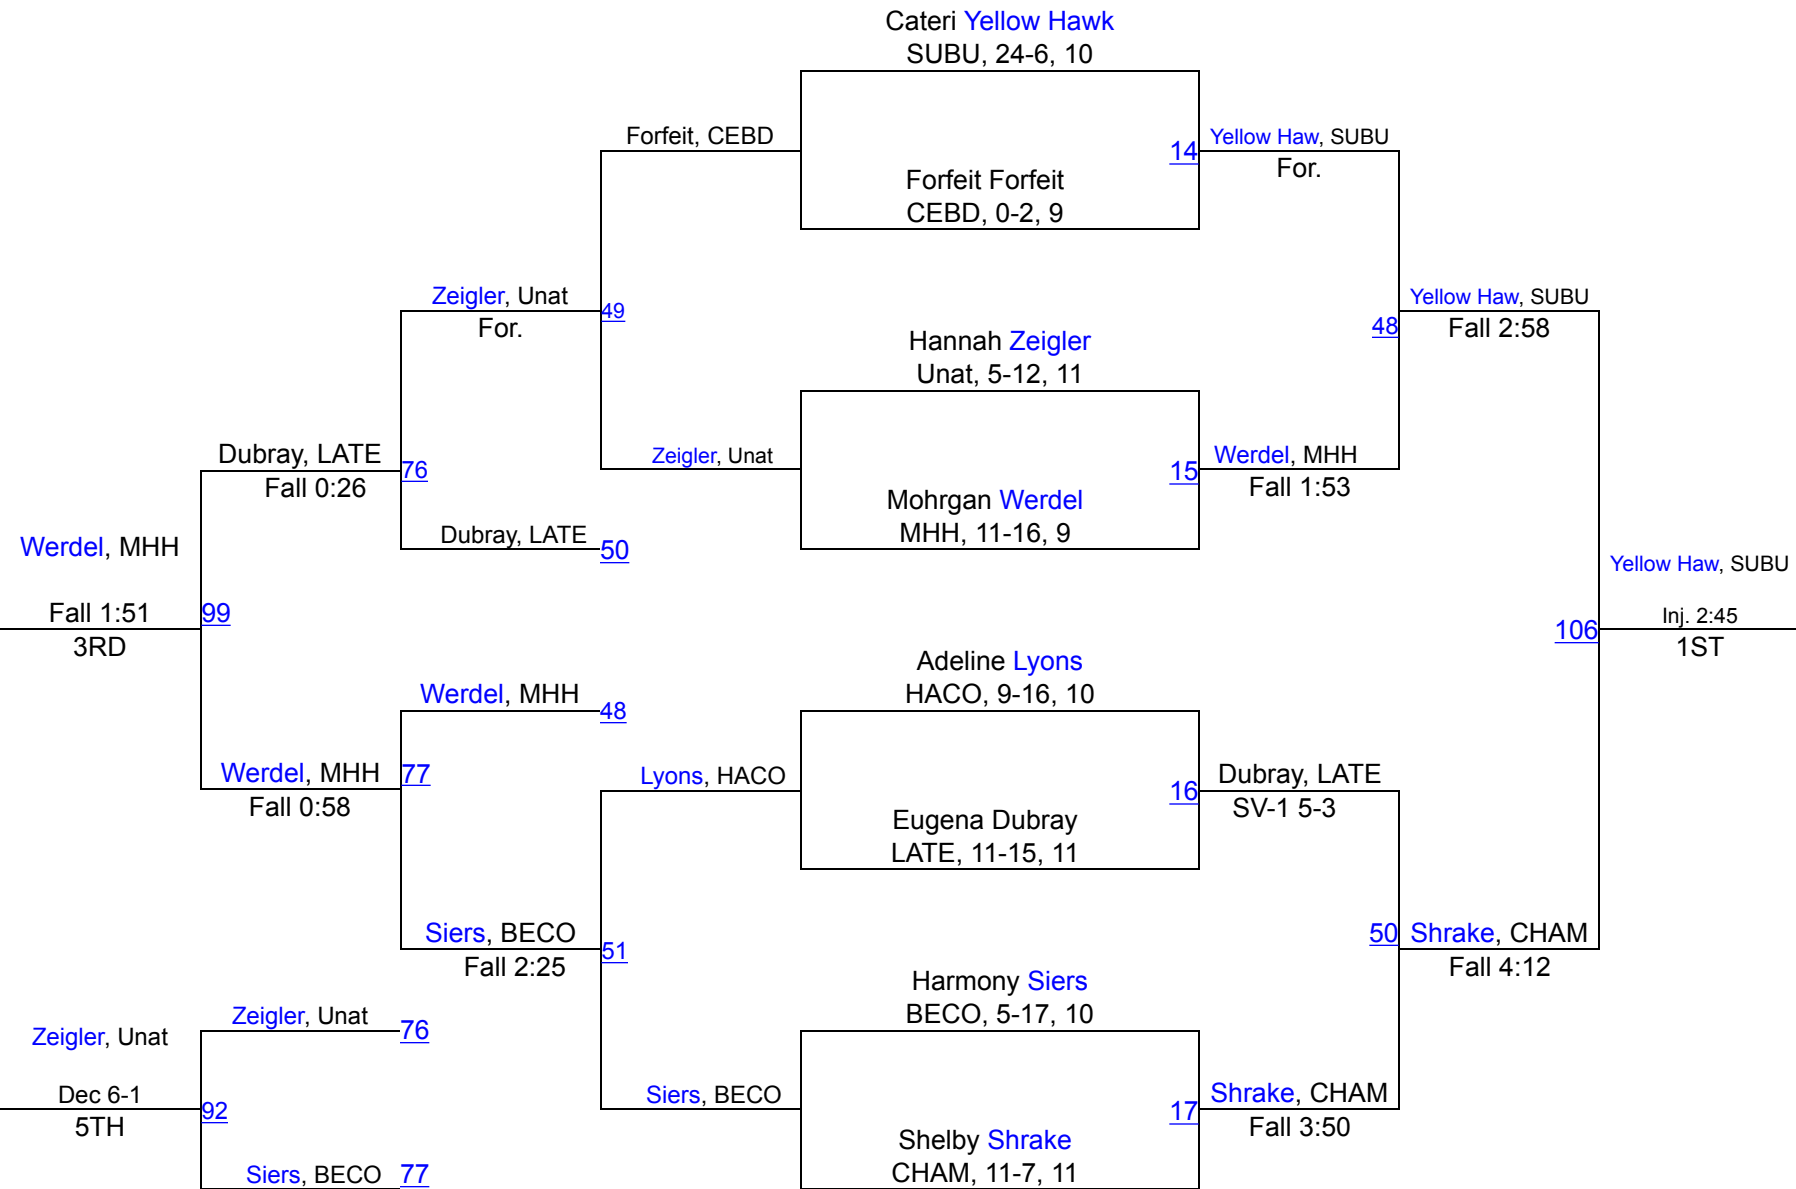 Cateri Yellow Hawk
SUBU, 24-6, 10
Forfeit, CEBD
14
Yellow Haw, SUBU
For.
Forfeit Forfeit
CEBD, 0-2, 9
Zeigler, Unat
For.
49
48
Yellow Haw, SUBU
Fall 2:58
Hannah Zeigler
Unat, 5-12, 11
Dubray, LATE
Fall 0:26
76
Zeigler, Unat
15
Werdel, MHH
Fall 1:53
Mohrgan Werdel
MHH, 11-16, 9
Dubray, LATE
50
Werdel, MHH
Fall 1:51
3RD
99
Yellow Haw, SUBU
Inj. 2:45
1ST
106
Adeline Lyons
HACO, 9-16, 10
Werdel, MHH
48
Werdel, MHH
Fall 0:58
77
Lyons, HACO
16
Dubray, LATE
SV-1 5-3
Eugena Dubray
LATE, 11-15, 11
Siers, BECO
Fall 2:25
51
50
Shrake, CHAM
Fall 4:12
Harmony Siers
BECO, 5-17, 10
Zeigler, Unat
76
Zeigler, Unat
Dec 6-1
5TH
92
Siers, BECO
17
Shrake, CHAM
Fall 3:50
Shelby Shrake
CHAM, 11-7, 11
Siers, BECO
77